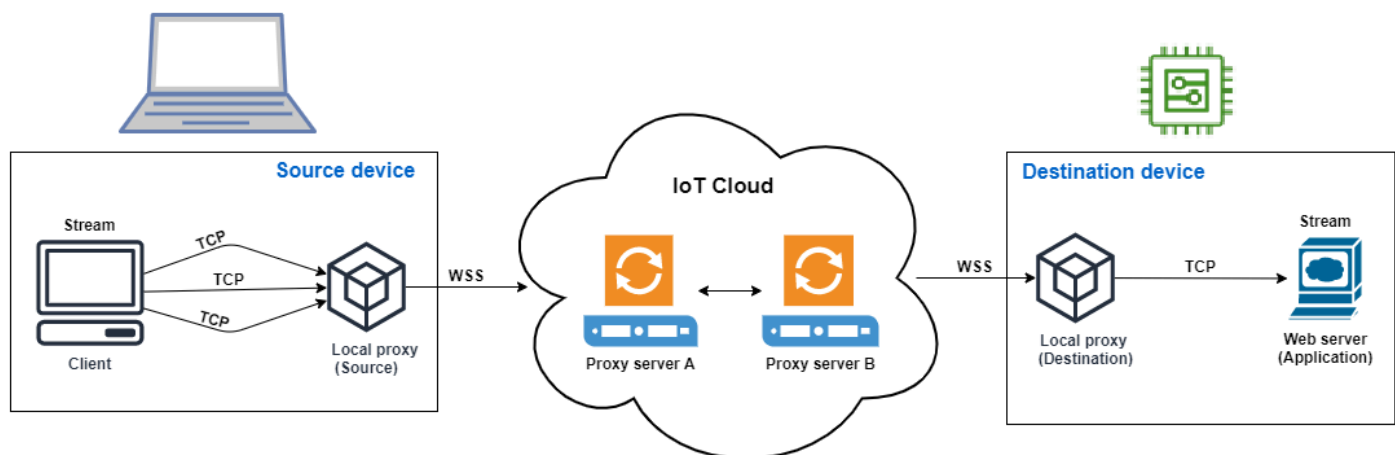 Source device
Stream
TCP
TCP
TCP
Client
Local proxy
(Source)
WSS
IoT Cloud
Proxy server A
Proxy server B
WSS
Destination device
Local proxy
(Destination)
TCP
Stream
Web server
(Application)